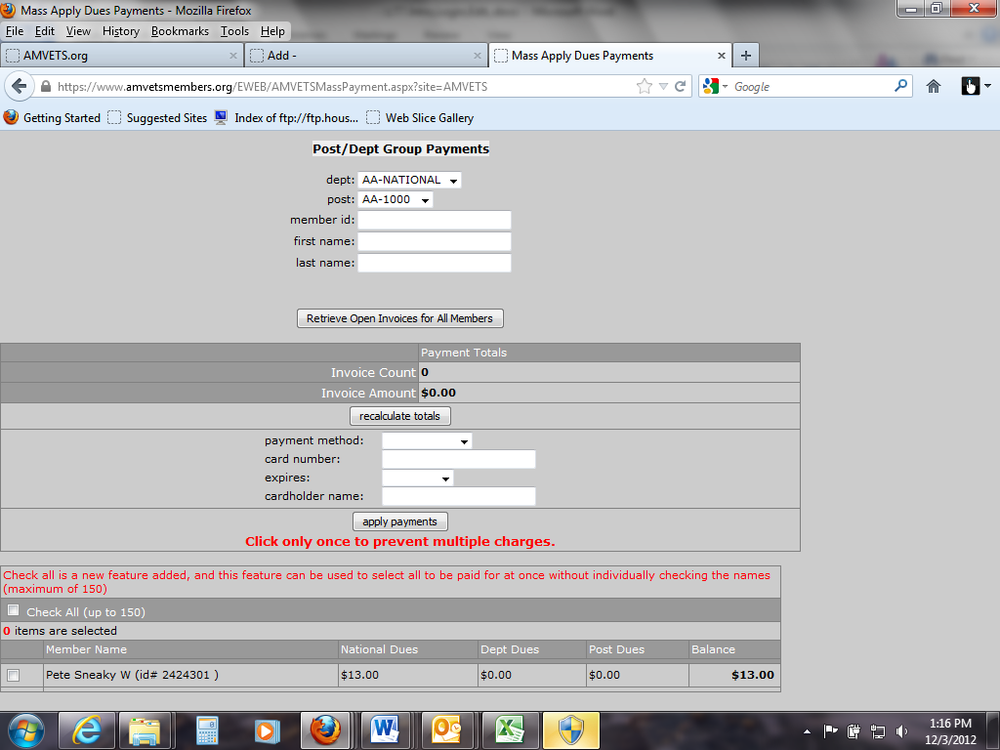 Mass Apply Dues Payments - Mozilla Firefox
File Edit View History Bookmarks Tools Help
AMVETS.org × Add - × Mass Apply Dues Payments × +
https://www.amvetsmembers.org/EWEB/AMVETSMassPayment.aspx?site=AMVETS Google
Getting Started Suggested Sites Index of ftp://ftp.hous... Web Slice Gallery
Post/Dept Group Payments
dept: AA-NATIONAL
post: AA-1000
member id:
first name:
last name:
Retrieve Open Invoices for All Members
Payment Totals
Invoice Count 0
Invoice Amount $0.00
recalculate totals
payment method:
card number:
expires:
cardholder name:
apply payments
Click only once to prevent multiple charges.
Check all is a new feature added, and this feature can be used to select all to be paid for at once without individually checking the names
(maximum of 150)
Check All (up to 150)
0 items are selected
Member Name National Dues Dept Dues Post Dues Balance
Pete Sneaky W (id# 2424301 ) $13.00 $0.00 $0.00 $13.00
1:16 PM
12/3/2012